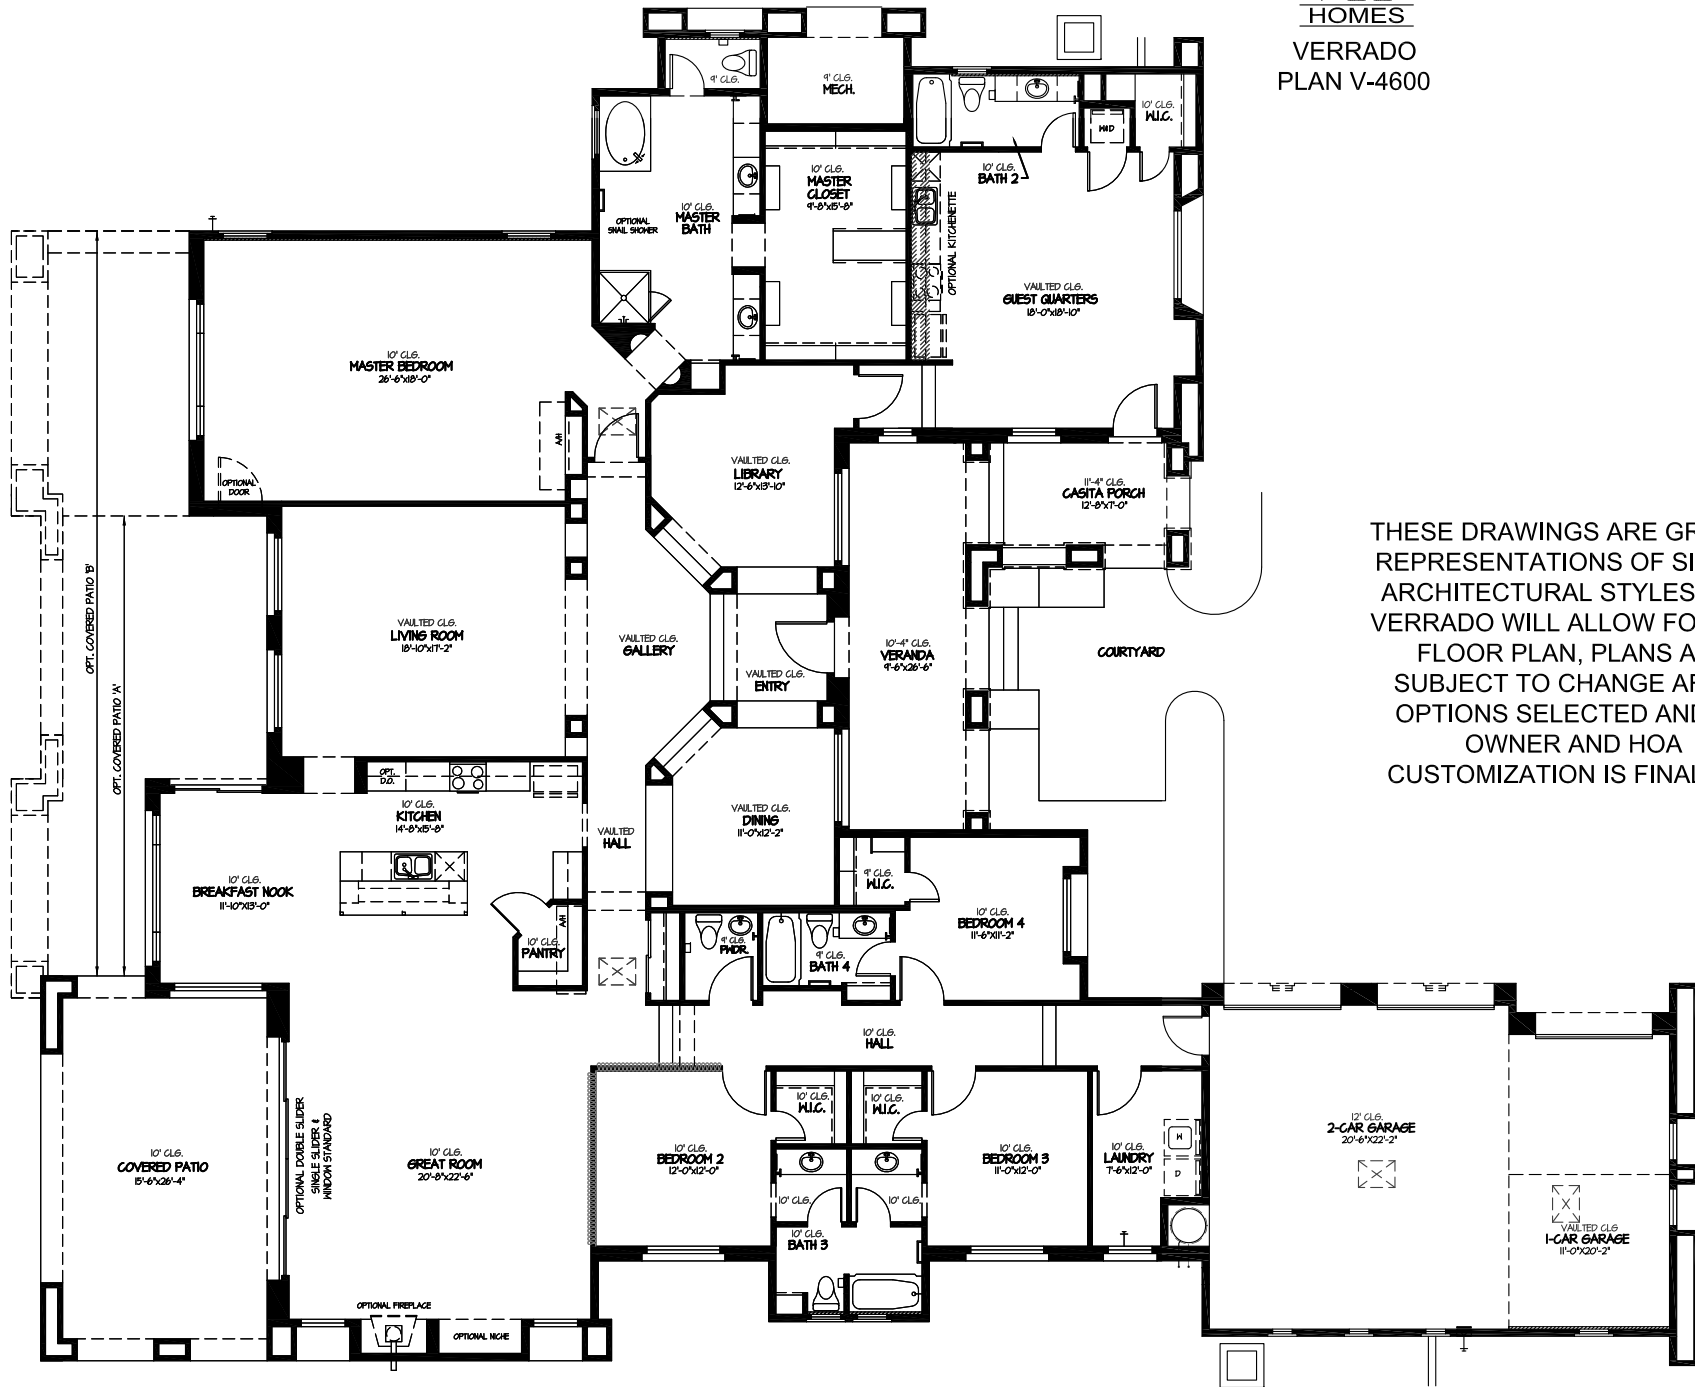 HOMES
VERRADO
PLAN V-4600
9' CLG.
9' CLG.
MECH.
10' CLG.
W.I.C.
10' CLG.
BATH 2
10' CLG.
MASTER
CLOSET
9'-8"x15'-8"
10' CLG.
MASTER
BATH
OPTIONAL
SNAIL SHOWER
OPTIONAL KITCHENETTE
VAULTED CLG.
GUEST QUARTERS
18'-0"x18'-10"
10' CLG.
MASTER BEDROOM
26'-6"x18'-0"
A/H
OPTIONAL
DOOR
VAULTED CLG.
LIBRARY
12'-6"x13'-10"
11'-4" CLG.
CASITA PORCH
12'-8"x7'-0"
OPT. COVERED PATIO 'B'
OPT. COVERED PATIO 'A'
VAULTED CLG.
LIVING ROOM
18'-10"x17'-2"
VAULTED CLG.
GALLERY
VAULTED CLG.
ENTRY
10'-4" CLG.
VERANDA
9'-6"x26'-6"
COURTYARD
THESE DRAWINGS ARE GR
REPRESENTATIONS OF SI
ARCHITECTURAL STYLES
VERRADO WILL ALLOW FO
FLOOR PLAN, PLANS A
SUBJECT TO CHANGE AF
OPTIONS SELECTED AND
OWNER AND HOA
CUSTOMIZATION IS FINAL
OPT.
D.O.
10' CLG.
KITCHEN
14'-8"x15'-8"
VAULTED
HALL
VAULTED CLG.
DINING
11'-0"x12'-2"
10' CLG.
BREAKFAST NOOK
11'-10"x13'-0"
9' CLG.
W.I.C.
10' CLG.
BEDROOM 4
11'-6"x11'-2"
A/H
10' CLG.
PANTRY
9' CLG.
PWDR.
9' CLG.
BATH 4
10' CLG.
HALL
10' CLG.
COVERED PATIO
15'-6"x26'-4"
OPTIONAL DOUBLE SLIDER
SINGLE SLIDER &
WINDOW STANDARD
10' CLG.
GREAT ROOM
20'-8"x22'-6"
10' CLG.
BEDROOM 2
12'-0"x12'-0"
10' CLG.
W.I.C.
10' CLG.
W.I.C.
10' CLG.
BEDROOM 3
11'-0"x12'-0"
10' CLG.
LAUNDRY
7'-6"x12'-0"
W
D
12' CLG.
2-CAR GARAGE
20'-6"x22'-2"
10' CLG.
10' CLG.
10' CLG.
BATH 3
VAULTED CLG
1-CAR GARAGE
11'-0"x20'-2"
OPTIONAL FIREPLACE
OPTIONAL NICHE